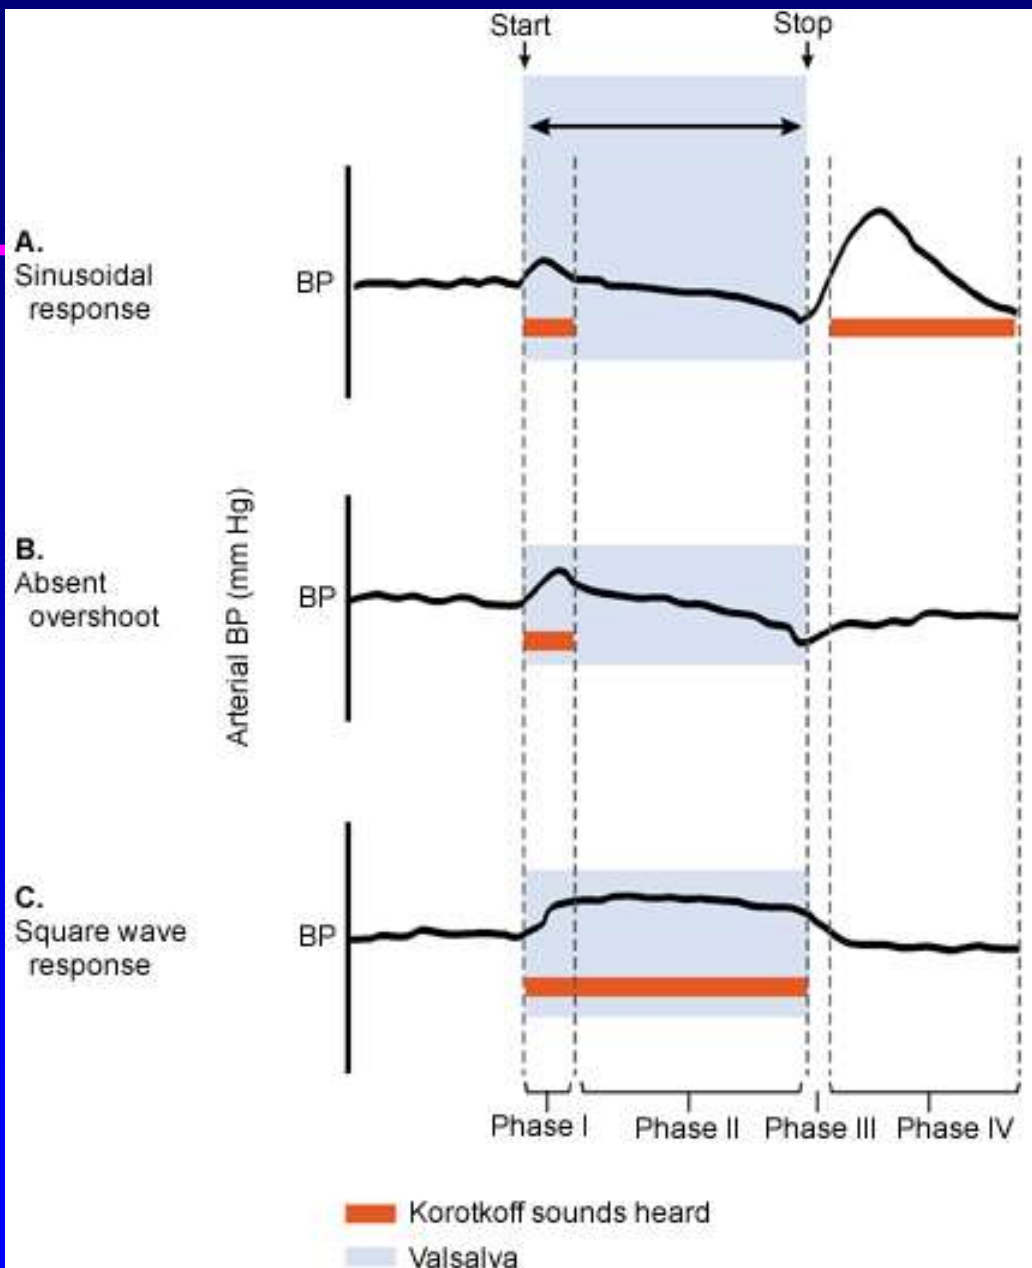 Start
Stop
A.
Sinusoidal
response
BP
B.
Absent
overshoot
BP
Arterial BP (mm Hg)
C.
Square wave
response
BP
Phase I
Phase II
Phase III
Phase IV
Korotkoff sounds heard
Valsalva